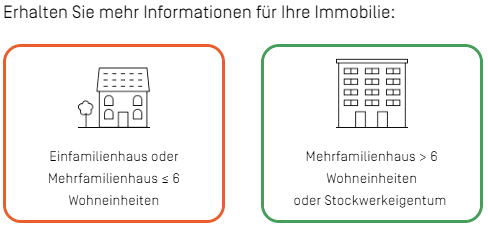 Erhalten Sie mehr Informationen für Ihre Immobilie:
Einfamilienhaus oder
Mehrfamilienhaus ≤ 6
Wohneinheiten
Mehrfamilienhaus > 6
Wohneinheiten
oder Stockwerkeigentum